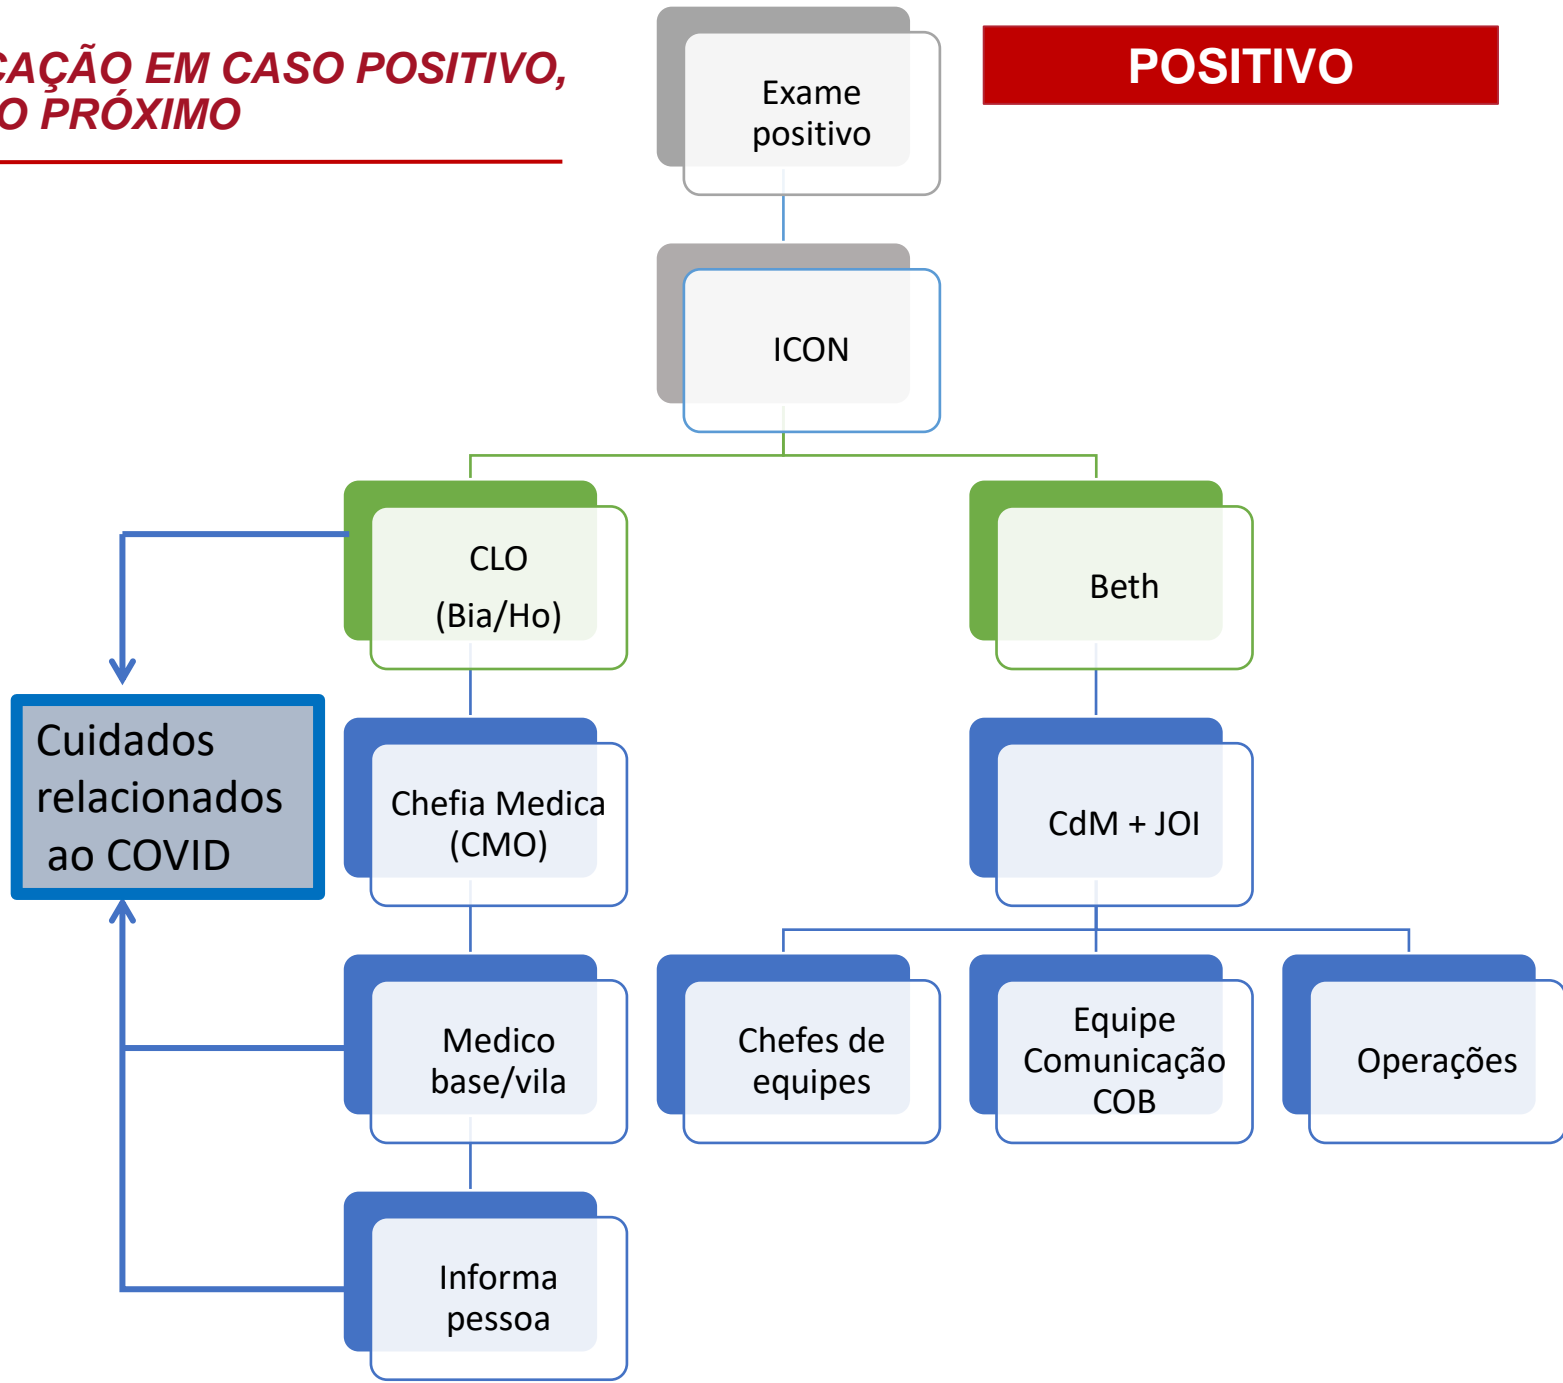 CAÇÃO EM CASO POSITIVO,
O PRÓXIMO
POSITIVO
Exame
positivo
ICON
CLO
(Bia/Ho)
Beth
Cuidados
relacionados
ao COVID
Chefia Medica
(CMO)
CdM + JOI
Medico
base/vila
Chefes de
equipes
Equipe
Comunicação
COB
Operações
Informa
pessoa